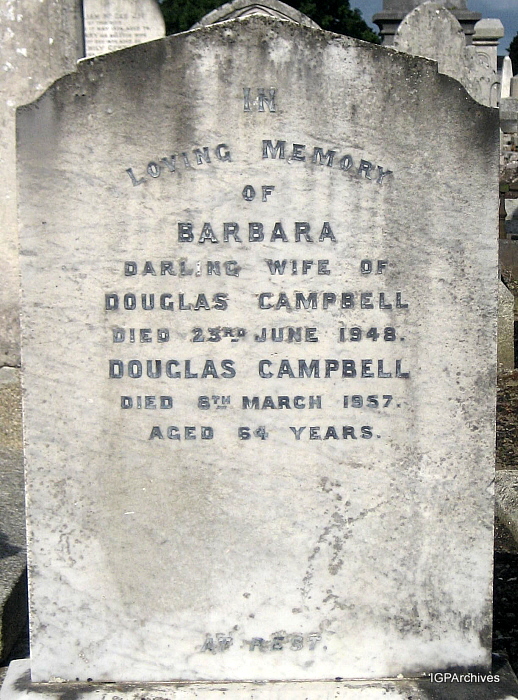 IN
LOVING MEMORY
OF
BARBARA
DARLING WIFE OF
DOUGLAS CAMPBELL
DIED 23RD JUNE 1948.
DOUGLAS CAMPBELL
DIED 8TH MARCH 1957.
AGED 64 YEARS.
AT REST.
IGPArchives